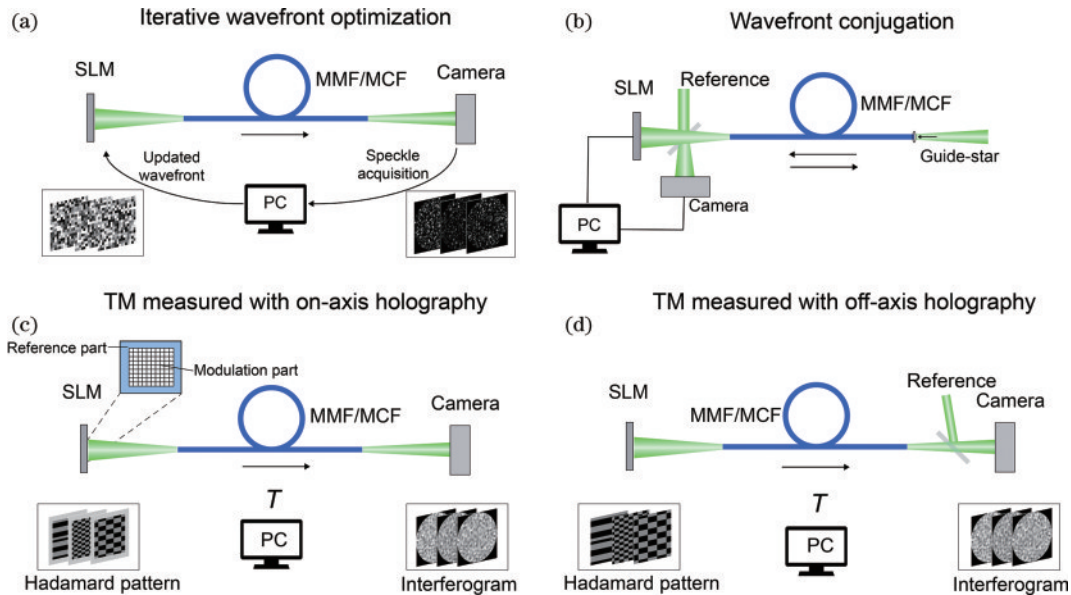 (a)
Iterative wavefront optimization
SLM
MMF/MCF
Camera
Updated
wavefront
Speckle
acquisition
PC
(b)
Wavefront conjugation
SLM
Reference
MMF/MCF
Guide-star
Camera
PC
TM measured with on-axis holography
(c)
Reference part
Modulation part
SLM
MMF/MCF
Camera
T
PC
Hadamard pattern
Interferogram
TM measured with off-axis holography
(d)
SLM
MMF/MCF
Reference
Camera
T
PC
Hadamard pattern
Interferogram